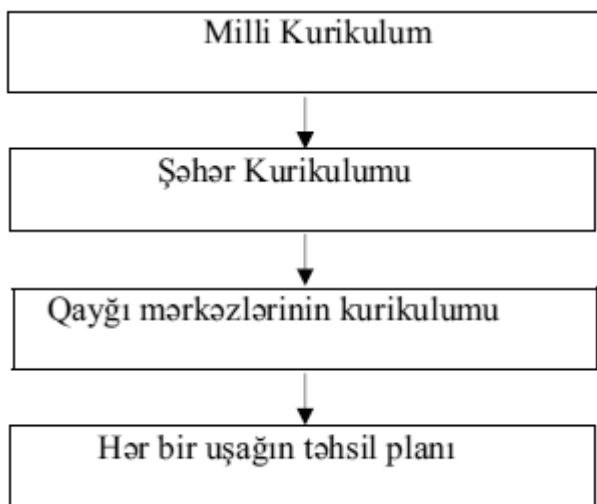 Milli Kurikulum
Şəhər Kurikulumu
Qayğı mərkəzlərinin kurikulumu
Hər bir uşağın təhsil planı